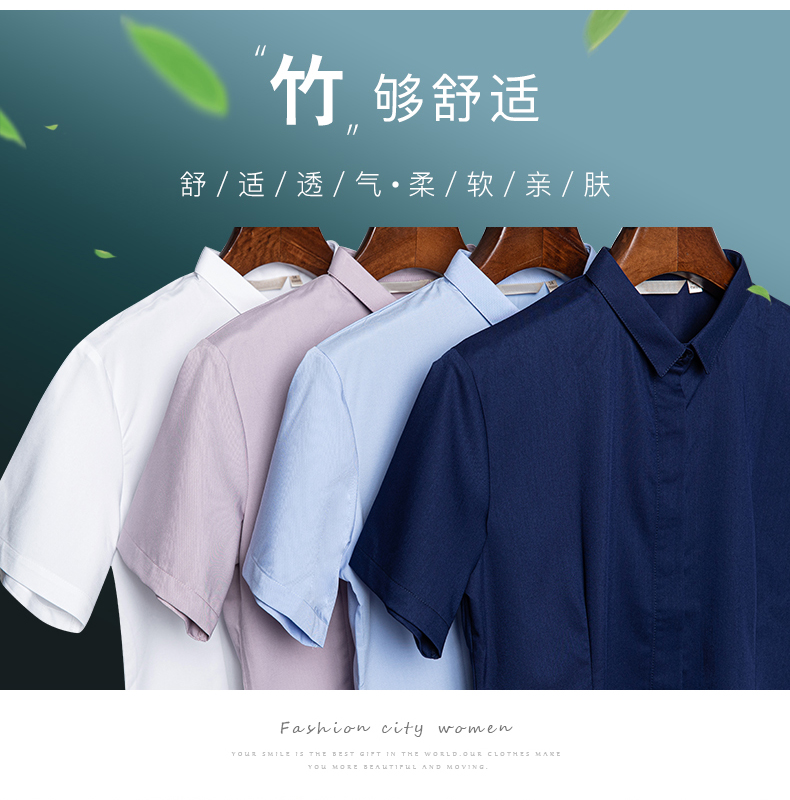 “竹” 够舒适
舒/适/透/气·柔/软/亲/肤
Fashion city women
YOUR SMILE IS THE BEST GIFT IN THE WORLD.OUR CLOTHES MAKE
YOU MORE BEAUTIFUL AND MOVING.